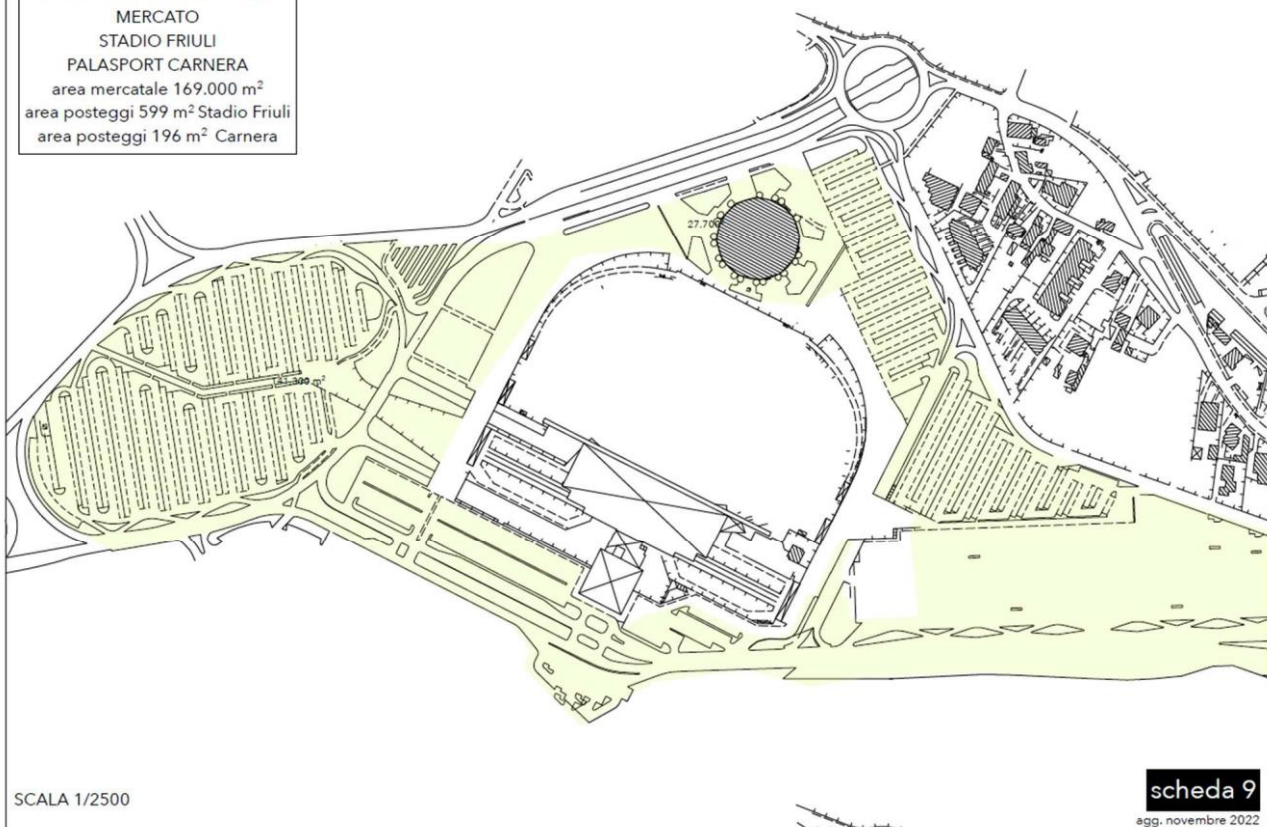 MERCATO
STADIO FRIULI
PALASPORT CARNERA
area mercatale 169.000 m²
area posteggi 599 m² Stadio Friuli
area posteggi 196 m² Carnera
SCALA 1/2500
scheda 9
agg. novembre 2022